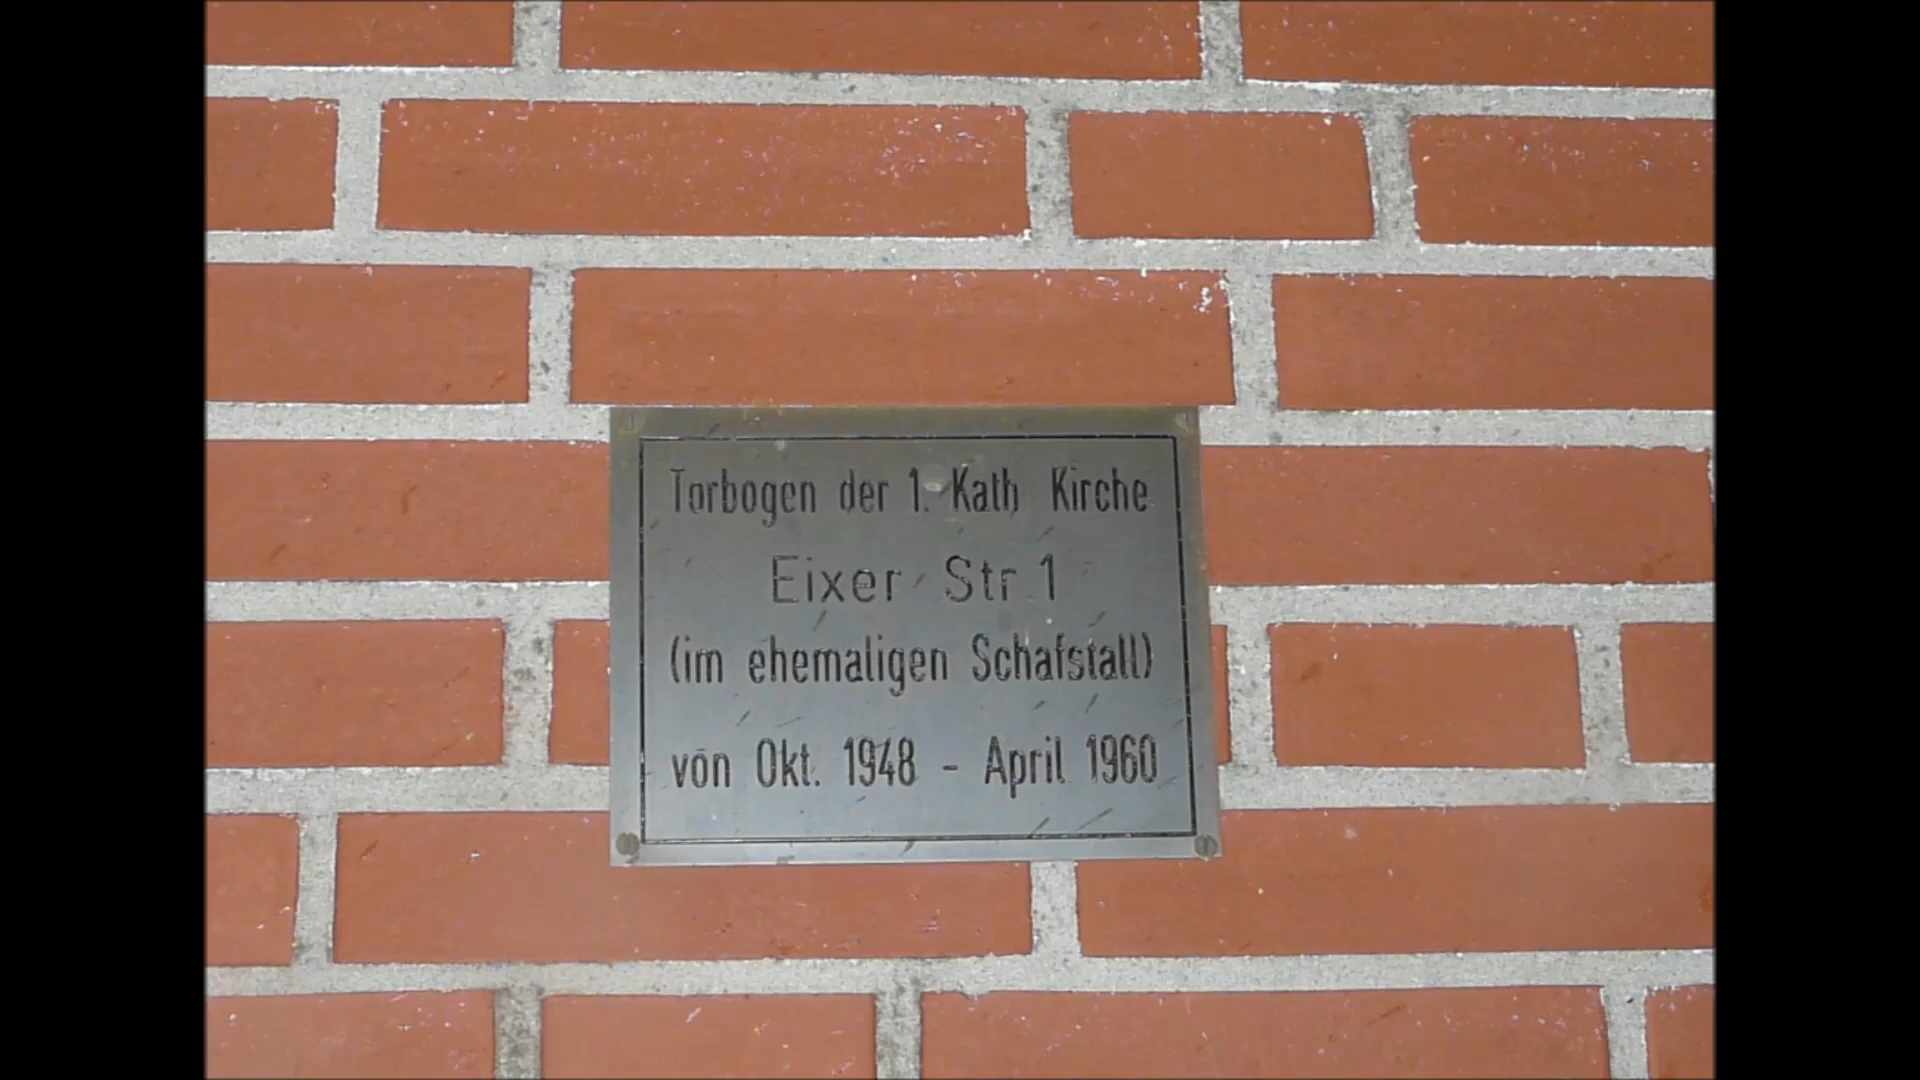 Torbogen der 1. Kath Kirche
Eixer Str 1
(im ehemaligen Schafstall)
von Okt. 1948 - April 1960